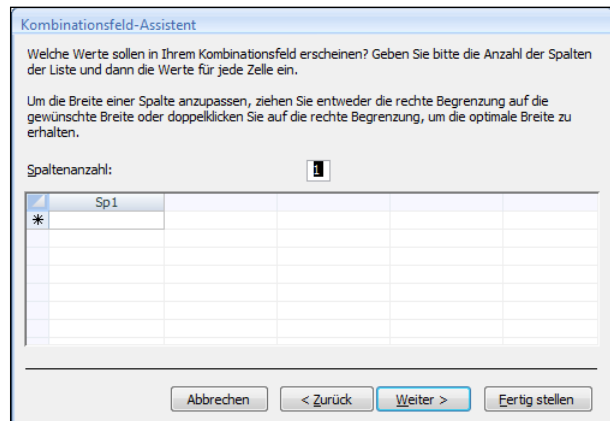 Kombinationsfeld-Assistent
Welche Werte sollen in Ihrem Kombinationsfeld erscheinen? Geben Sie bitte die Anzahl der Spalten
der Liste und dann die Werte für jede Zelle ein.
Um die Breite einer Spalte anzupassen, ziehen Sie entweder die rechte Begrenzung auf die
gewünschte Breite oder doppelklicken Sie auf die rechte Begrenzung, um die optimale Breite zu
erhalten.
Spaltenanzahl: 1
Sp1
*
Abbrechen < Zurück Weiter > Fertig stellen